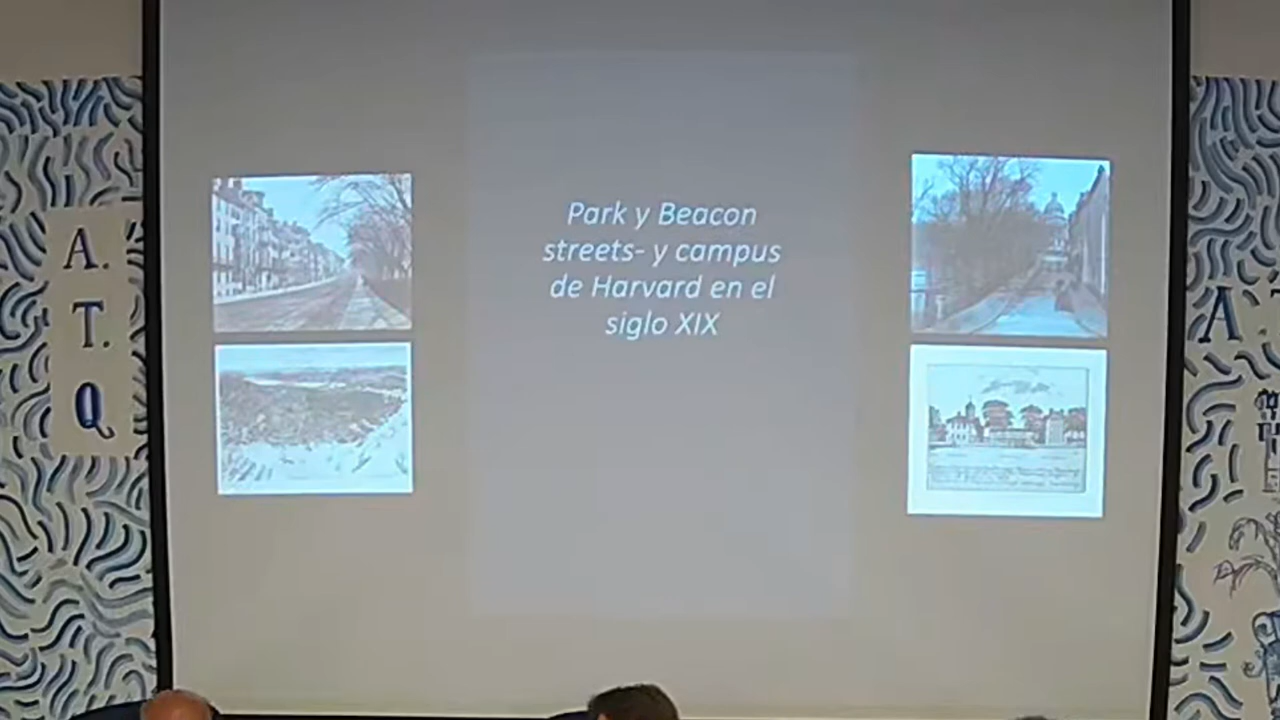 A.
T.
Q
Park y Beacon
streets- y campus
de Harvard en el
siglo XIX
A